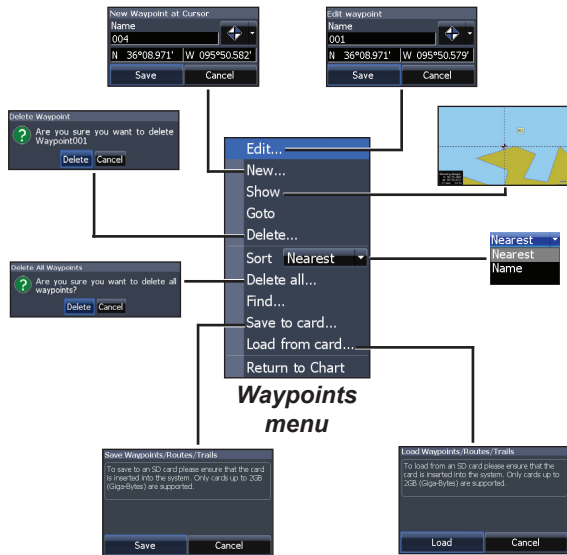 New Waypoint at Cursor
Name
004
N 36°08.971' W 095°50.582'
Save Cancel
Edit waypoint
Name
001
N 36°08.971' W 095°50.579'
Save Cancel
Delete Waypoint
Are you sure you want to delete
Waypoint001
Delete Cancel
Edit...
New...
Show
Goto
Delete...
Sort Nearest
Delete all...
Find...
Save to card...
Load from card...
Return to Chart
Nearest
Nearest
Name
Delete All Waypoints
Are you sure you want to delete all
waypoints?
Delete Cancel
Waypoints
menu
Save Waypoints/Routes/Trails
To save to an SD card please ensure that the card
is inserted into the system. Only cards up to 2GB
(Giga-Bytes) are supported.
Save Cancel
Load Waypoints/Routes/Trails
To load from an SD card please ensure that the
card is inserted into the system. Only cards up to
2GB (Giga-Bytes) are supported.
Load Cancel